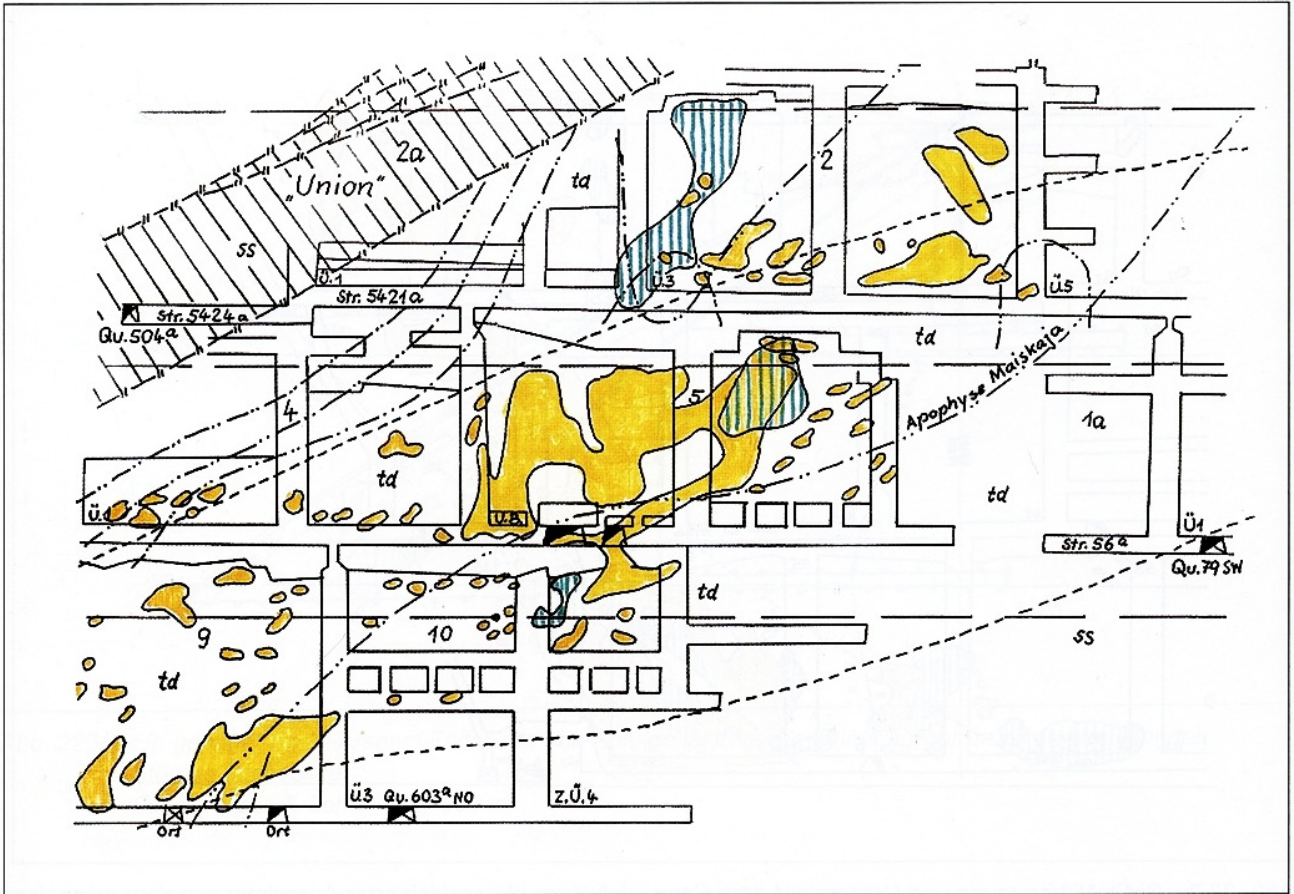 2a
„Union“
ss
td
2
Ü.1
Ü.3
Ü5
Str. 5421a
Str. 5424a
Qu. 504a
td
4
5
Apophyse Maiskaja
1a
td
td
Ü.8
Ü1
Str. 56a
Qu. 79 SW
td
9
10
ss
td
Ü3 Qu. 603a NO
Z.Ü.4
Ort
Ort